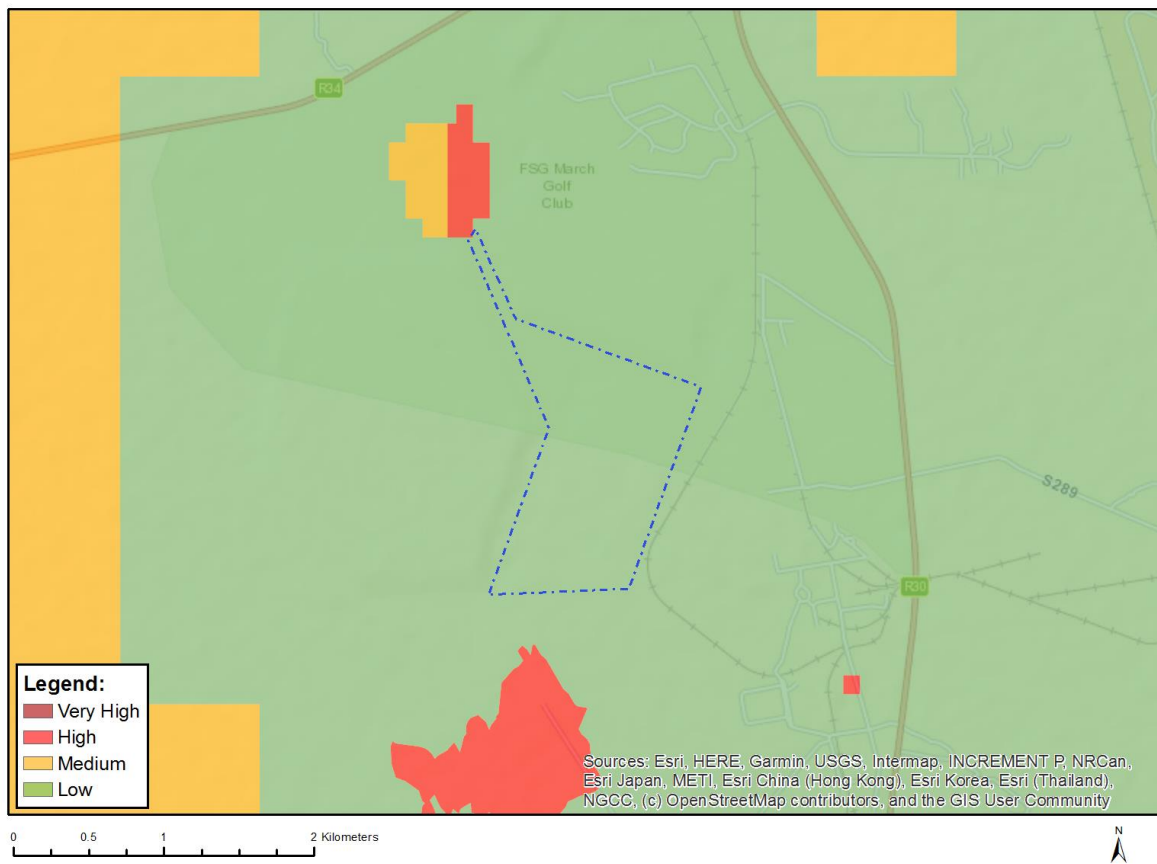 R34
FSG March
Golf
Club
S289
R30
Legend:
Very High
High
Medium
Low
Sources: Esri, HERE, Garmin, USGS, Intermap, INCREMENT P, NRCan,
Esri Japan, METI, Esri China (Hong Kong), Esri Korea, Esri (Thailand),
NGCC, (c) OpenStreetMap contributors, and the GIS User Community
0 0.5 1 2 Kilometers
N